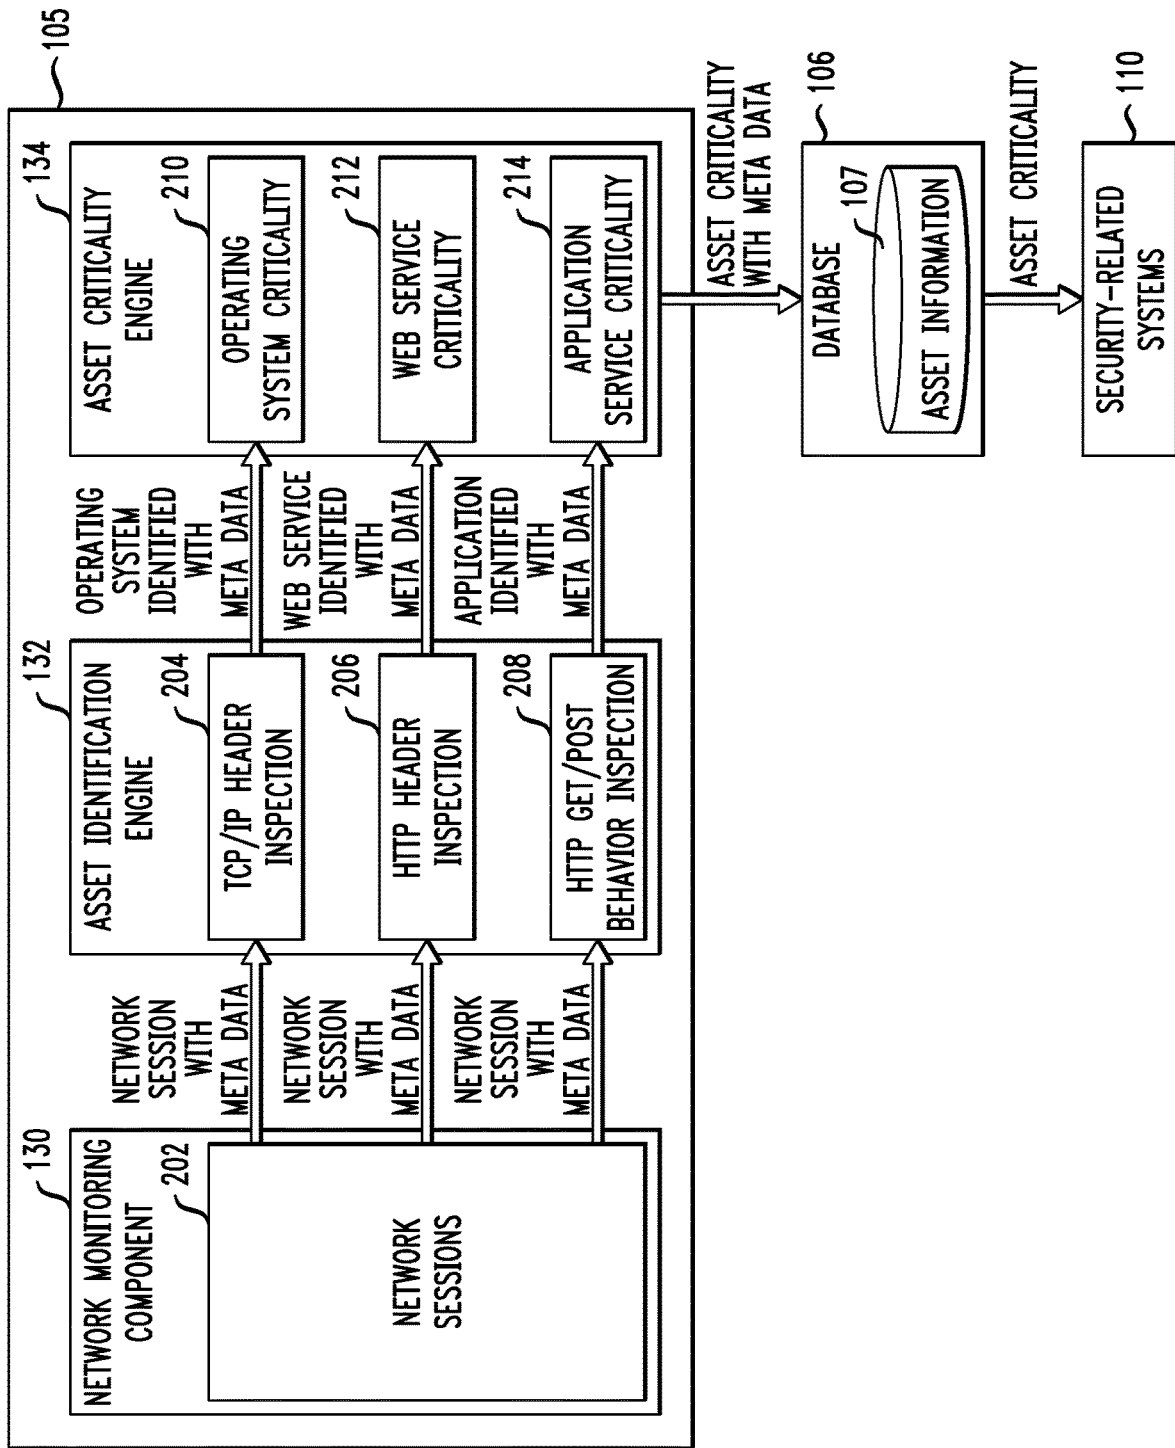 105
130
NETWORK MONITORING
COMPONENT
202
NETWORK
SESSIONS
NETWORK
SESSION
WITH
META DATA
NETWORK
SESSION
WITH
META DATA
NETWORK
SESSION
WITH
META DATA
132
ASSET IDENTIFICATION
ENGINE
204
TCP/IP HEADER
INSPECTION
206
HTTP HEADER
INSPECTION
208
HTTP GET/POST
BEHAVIOR INSPECTION
OPERATING
SYSTEM
IDENTIFIED
WITH
META DATA
WEB SERVICE
IDENTIFIED
WITH
META DATA
APPLICATION
IDENTIFIED
WITH
META DATA
134
ASSET CRITICALITY
ENGINE
210
OPERATING
SYSTEM CRITICALITY
212
WEB SERVICE
CRITICALITY
214
APPLICATION
SERVICE CRITICALITY
ASSET CRITICALITY
WITH META DATA
106
DATABASE
107
ASSET INFORMATION
ASSET CRITICALITY
110
SECURITY-RELATED
SYSTEMS